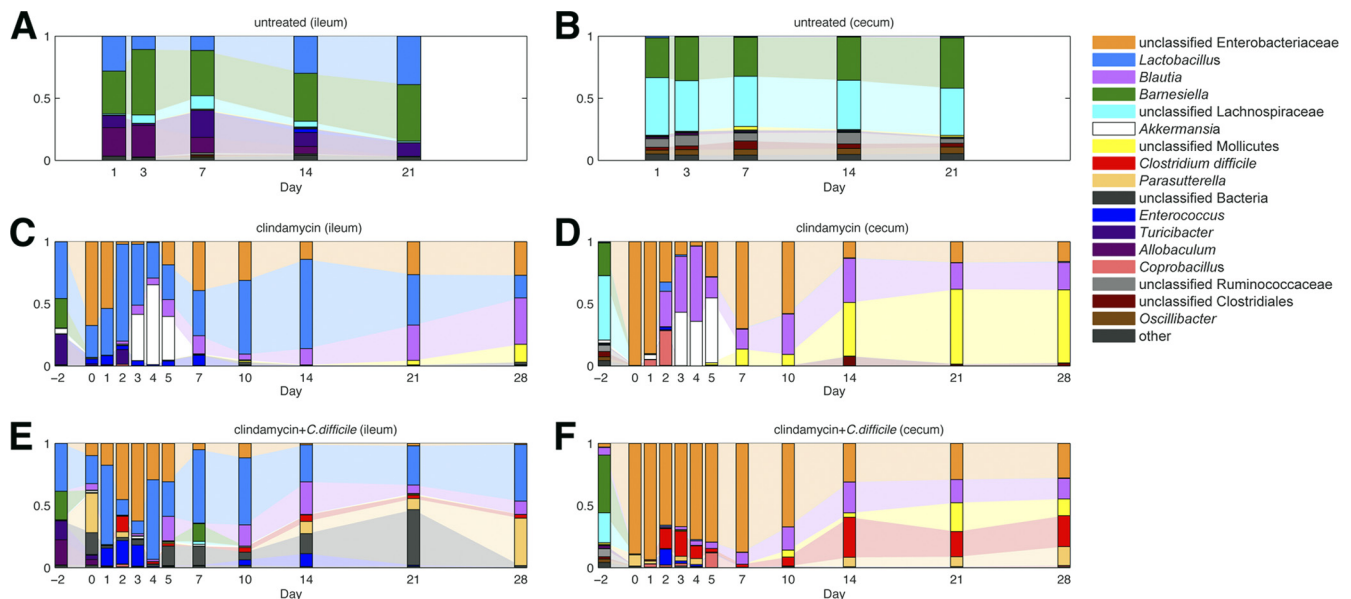 A
untreated (ileum)
1
0.5
0
1 3 7 14 21
Day
B
untreated (cecum)
1
0.5
0
1 3 7 14 21
Day
unclassified Enterobacteriaceae
Lactobacillus
Blautia
Barnesiella
unclassified Lachnospiraceae
Akkermansia
unclassified Mollicutes
Clostridium difficile
Parasutterella
unclassified Bacteria
Enterococcus
Turicibacter
Allobaculum
Coprobacillus
unclassified Ruminococcaceae
unclassified Clostridiales
Oscillibacter
other
C
clindamycin (ileum)
1
0.5
0
−2 0 1 2 3 4 5 7 10 14 21 28
Day
D
clindamycin (cecum)
1
0.5
0
−2 0 1 2 3 4 5 7 10 14 21 28
Day
E
clindamycin+C.difficile (ileum)
1
0.5
0
−2 0 1 2 3 4 5 7 10 14 21 28
Day
F
clindamycin+C.difficile (cecum)
1
0.5
0
−2 0 1 2 3 4 5 7 10 14 21 28
Day